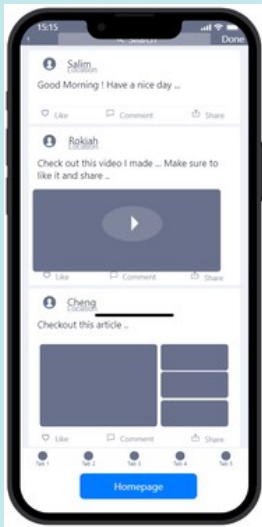 15:15
Search
Done
Salim
Location
Good Morning ! Have a nice day ..
Like Comment Share
Rokiah
Location
Check out this video I made ... Make sure to
like it and share ..
Like Comment Share
Cheng
Location
Checkout this article ..
Like Comment Share
Tab 1 Tab 2 Tab 3 Tab 4 Tab 5
Homepage